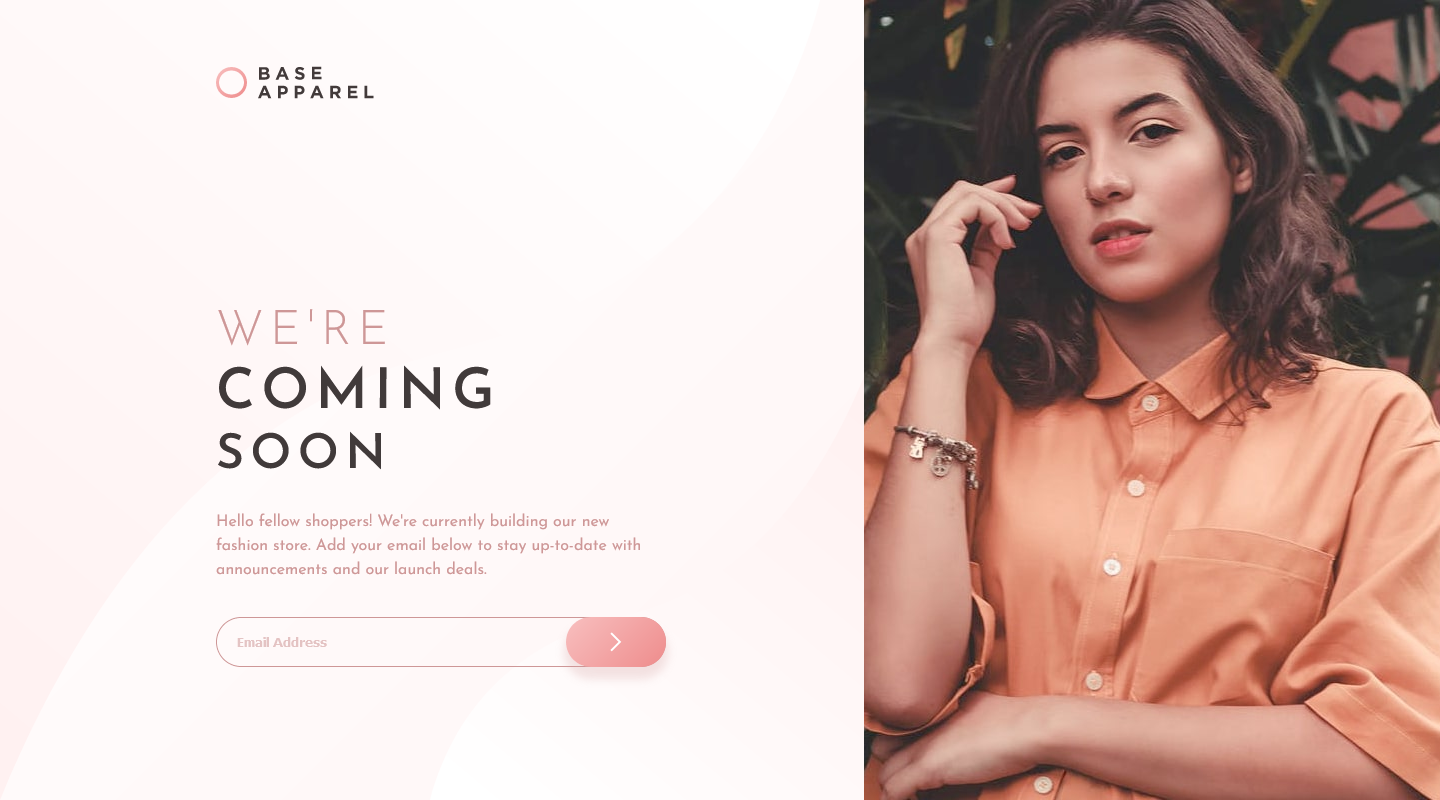 BASE
APPAREL
WE'RE
COMING
SOON
Hello fellow shoppers! We're currently building our new
fashion store. Add your email below to stay up-to-date with
announcements and our launch deals.
Email Address